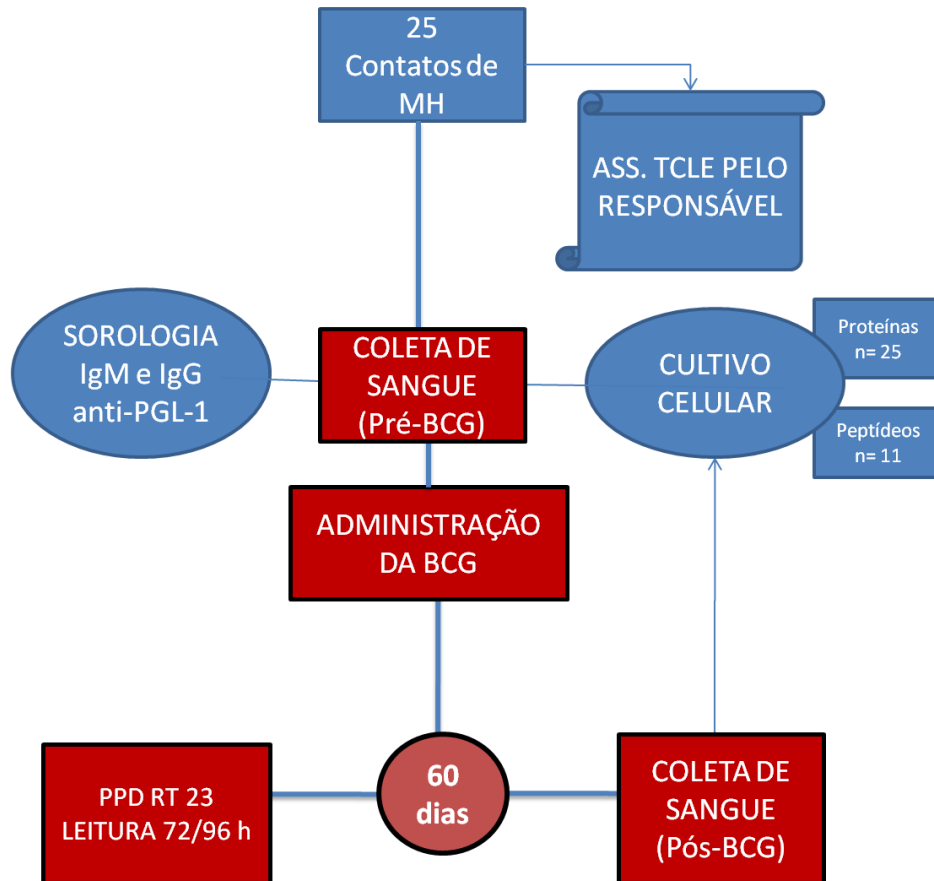 25
Contatos de
MH
ASS. TCLE PELO
RESPONSÁVEL
SOROLOGIA
IgM e IgG
anti-PGL-1
COLETA DE
SANGUE
(Pré-BCG)
CULTIVO
CELULAR
Proteínas
n= 25
Peptídeos
n= 11
ADMINISTRAÇÃO
DA BCG
60
dias
PPD RT 23
LEITURA 72/96 h
COLETA DE
SANGUE
(Pós-BCG)